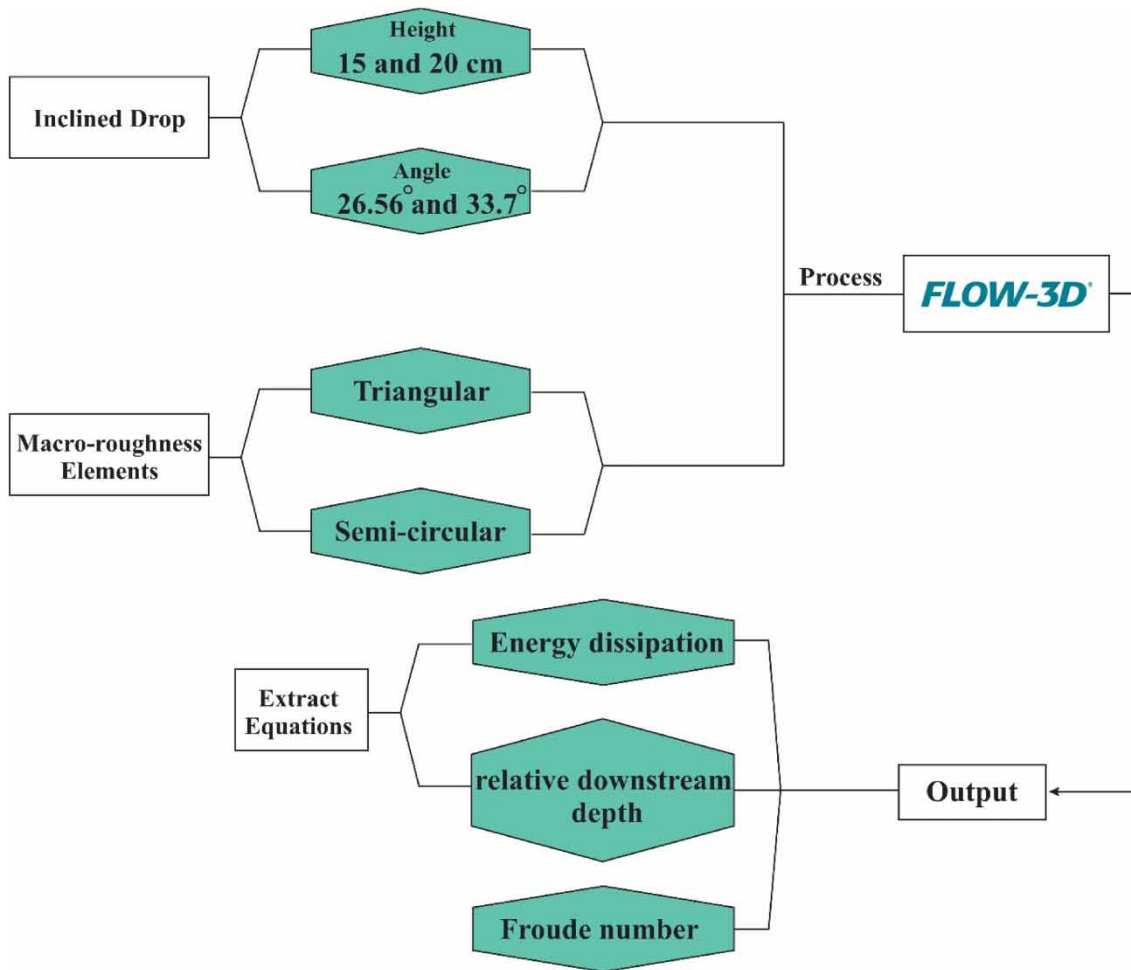 Height
15 and 20 cm
Inclined Drop
Angle
26.56° and 33.7°
Process
FLOW-3D®
Triangular
Macro-roughness
Elements
Semi-circular
Energy dissipation
Extract
Equations
relative downstream
depth
Output
Froude number